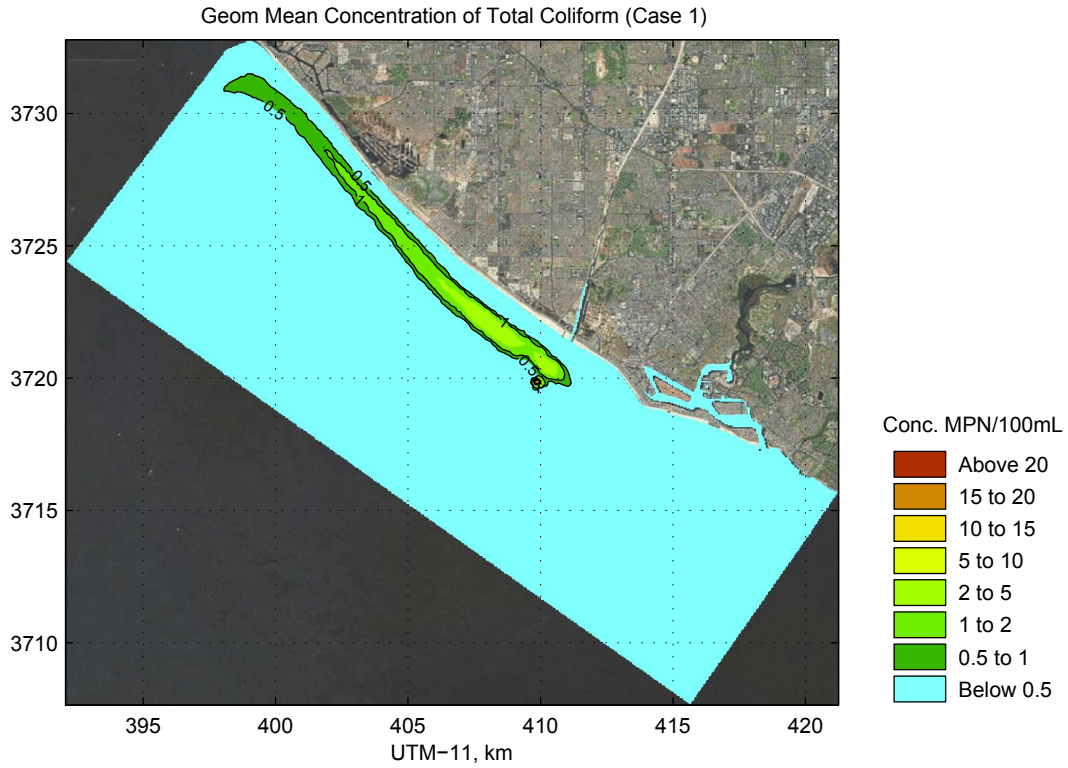 Geom Mean Concentration of Total Coliform (Case 1)
3730
3725
3720
3715
3710
0.5
0.5
1
1
0.5
395
400
405
410
415
420
UTM−11, km
Conc. MPN/100mL
Above 20
15 to 20
10 to 15
5 to 10
2 to 5
1 to 2
0.5 to 1
Below 0.5